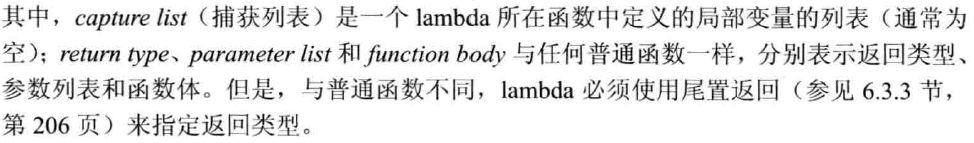 其中，capture list（捕获列表）是一个 lambda 所在函数中定义的局部变量的列表（通常为
空）；return type、parameter list 和 function body 与任何普通函数一样，分别表示返回类型、
参数列表和函数体。但是，与普通函数不同，lambda 必须使用尾置返回（参见 6.3.3 节，
第 206 页）来指定返回类型。